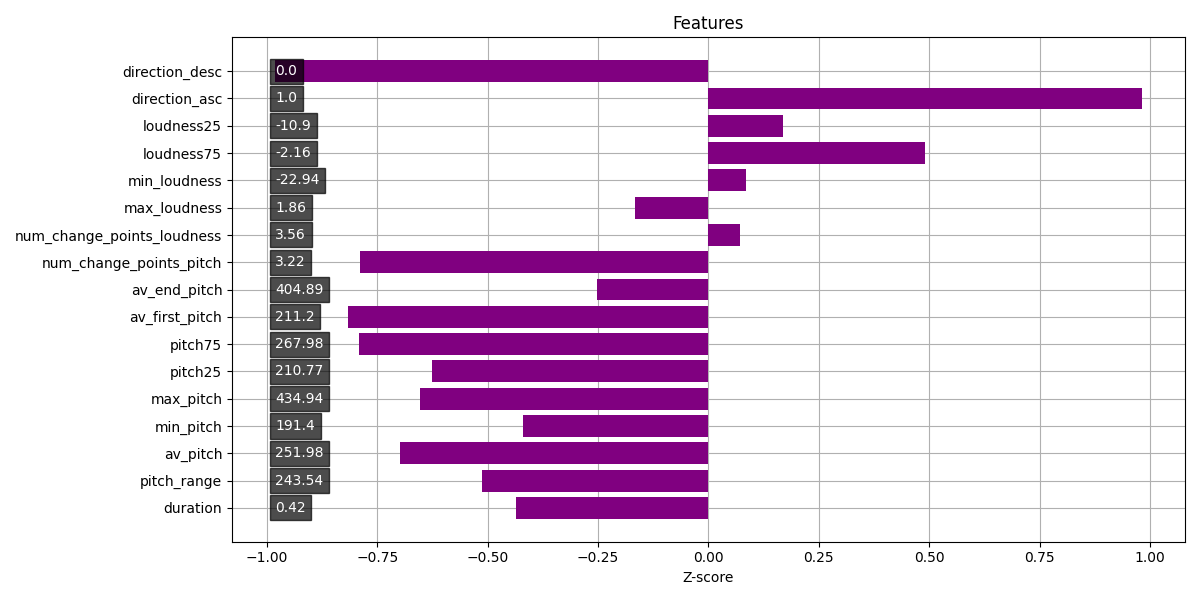 Features
direction_desc 0.0
direction_asc 1.0
loudness25 -10.9
loudness75 -2.16
min_loudness -22.94
max_loudness 1.86
num_change_points_loudness 3.56
num_change_points_pitch 3.22
av_end_pitch 404.89
av_first_pitch 211.2
pitch75 267.98
pitch25 210.77
max_pitch 434.94
min_pitch 191.4
av_pitch 251.98
pitch_range 243.54
duration 0.42
−1.00 −0.75 −0.50 −0.25 0.00 0.25 0.50 0.75 1.00
Z-score